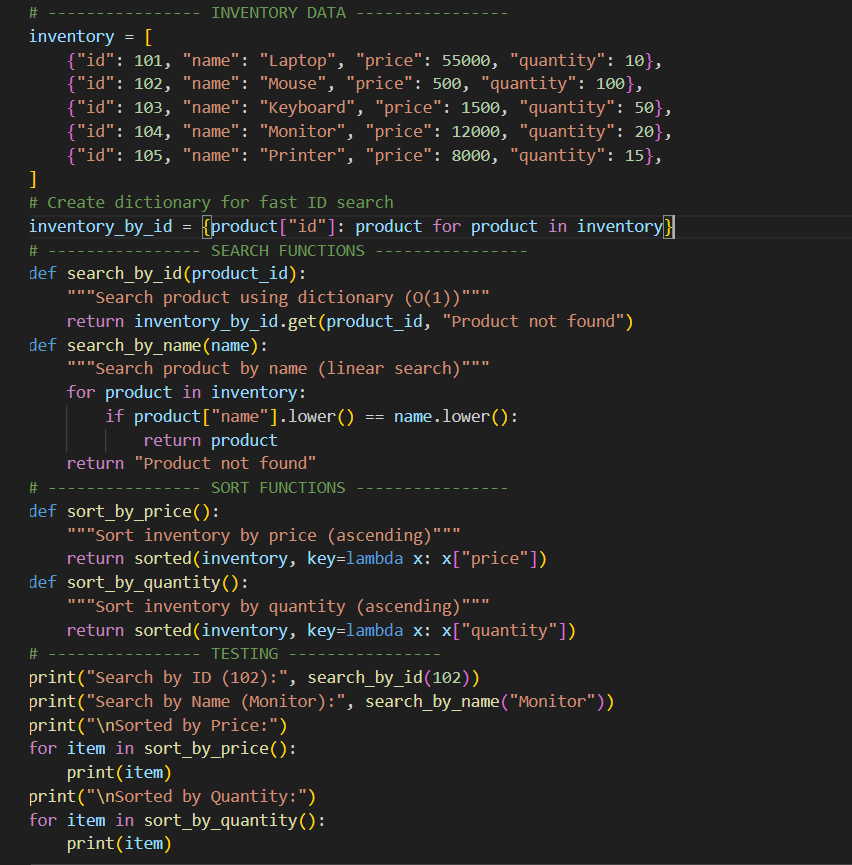 # ---------------- INVENTORY DATA ----------------
inventory = [
    {"id": 101, "name": "Laptop", "price": 55000, "quantity": 10},
    {"id": 102, "name": "Mouse", "price": 500, "quantity": 100},
    {"id": 103, "name": "Keyboard", "price": 1500, "quantity": 50},
    {"id": 104, "name": "Monitor", "price": 12000, "quantity": 20},
    {"id": 105, "name": "Printer", "price": 8000, "quantity": 15},
]
# Create dictionary for fast ID search
inventory_by_id = {product["id"]: product for product in inventory}
# ---------------- SEARCH FUNCTIONS ----------------
def search_by_id(product_id):
    """Search product using dictionary (O(1))"""
    return inventory_by_id.get(product_id, "Product not found")
def search_by_name(name):
    """Search product by name (linear search)"""
    for product in inventory:
        if product["name"].lower() == name.lower():
            return product
    return "Product not found"
# ---------------- SORT FUNCTIONS ----------------
def sort_by_price():
    """Sort inventory by price (ascending)"""
    return sorted(inventory, key=lambda x: x["price"])
def sort_by_quantity():
    """Sort inventory by quantity (ascending)"""
    return sorted(inventory, key=lambda x: x["quantity"])
# ---------------- TESTING ----------------
print("Search by ID (102):", search_by_id(102))
print("Search by Name (Monitor):", search_by_name("Monitor"))
print("\nSorted by Price:")
for item in sort_by_price():
    print(item)
print("\nSorted by Quantity:")
for item in sort_by_quantity():
    print(item)